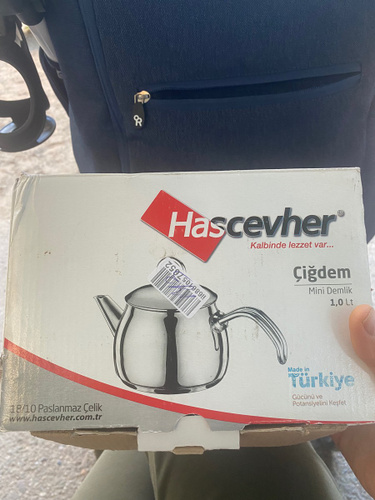 Hascevher®
Kalbinde lezzet var...
Çiğdem
Mini Demlik
1,0 Lt
Made in
Türkiye
Gücünü ve
Potansiyelini Keşfet
18/10 Paslanmaz Çelik
www.hascevher.com.tr